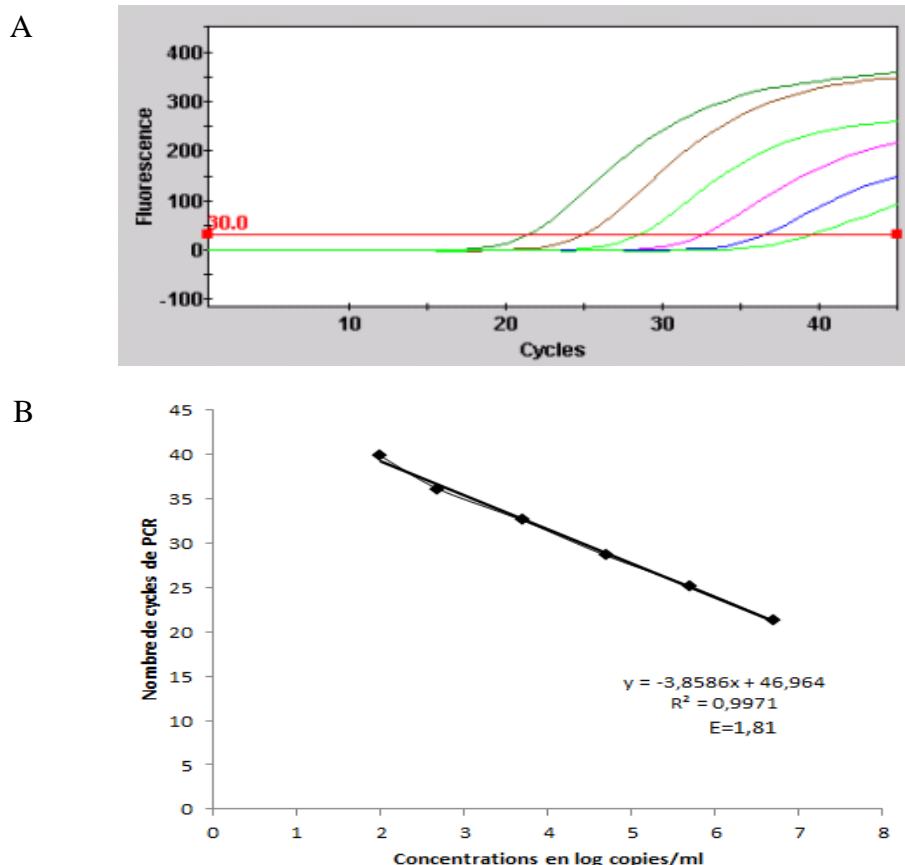 A
400
300
200
100
0
-100
Fluorescence
30.0
10 20 30 40
Cycles
B
45
40
35
30
25
20
15
10
5
0
Nombre de cycles de PCR
y = -3,8586x + 46,964
R² = 0,9971
E=1,81
0 1 2 3 4 5 6 7 8
Concentrations en log copies/ml